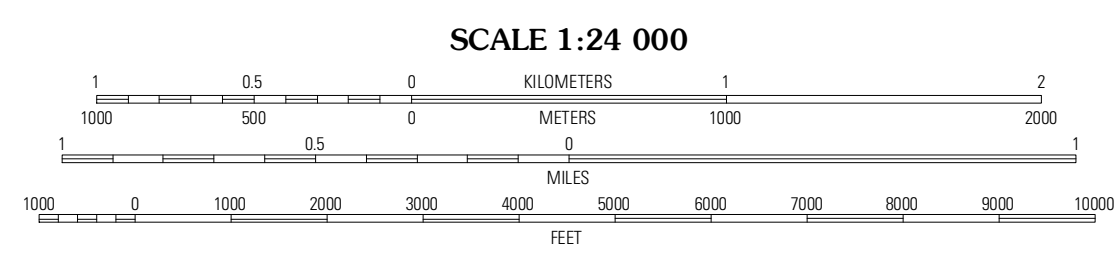 SCALE 1:24 000
1 0.5 0 KILOMETERS 1 2
1000 500 0 METERS 1000 2000
1 0.5 0 1
MILES
1000 0 1000 2000 3000 4000 5000 6000 7000 8000 9000 10000
FEET